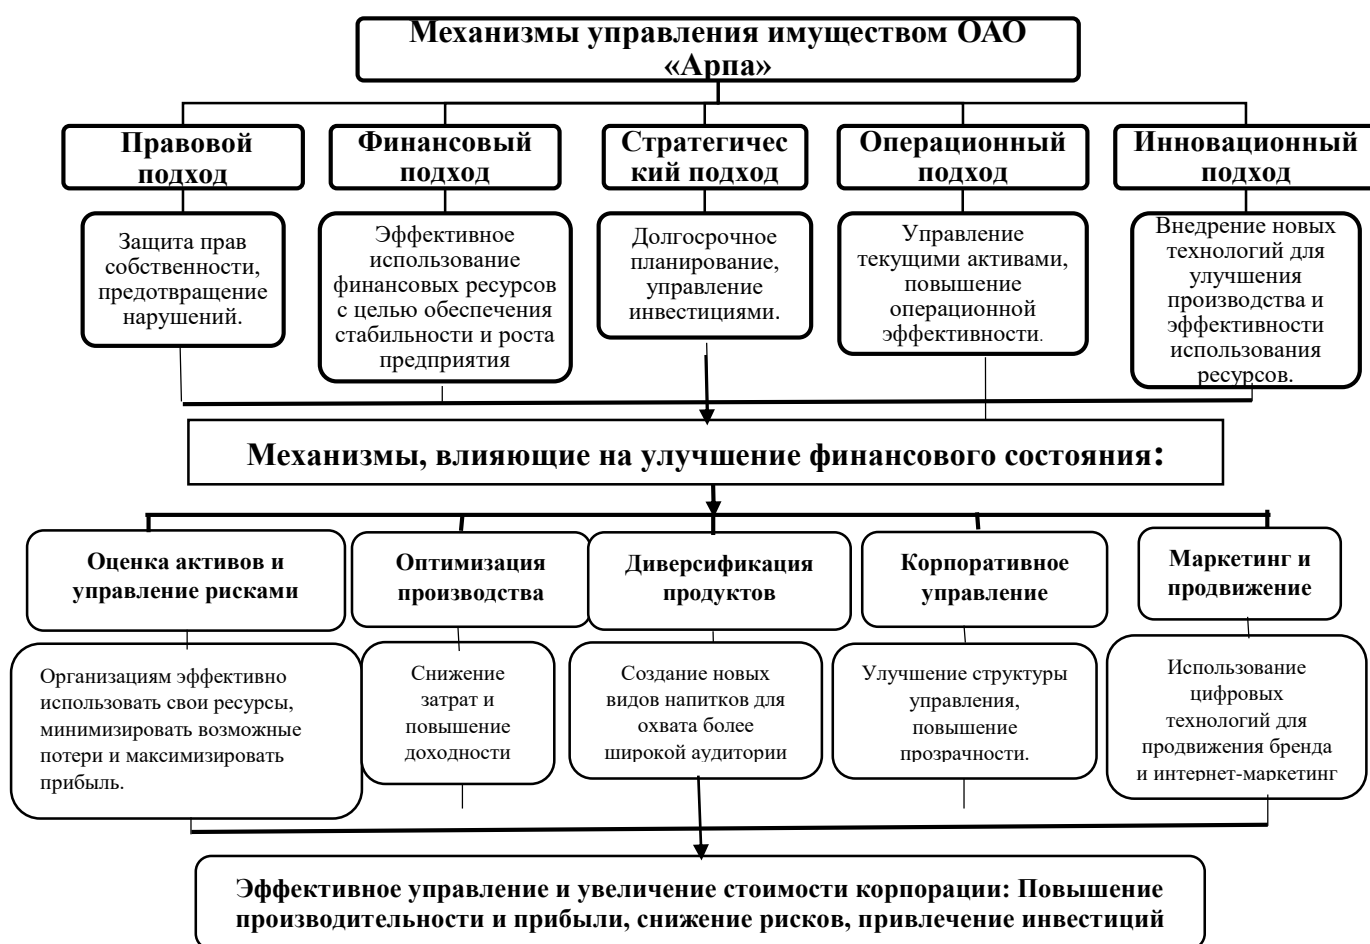 Механизмы управления имуществом ОАО
«Арпа»
Правовой
подход
Финансовый
подход
Стратегичес
кий подход
Операционный
подход
Инновационный
подход
Защита прав
собственности,
предотвращение
нарушений.
Эффективное
использование
финансовых ресурсов
с целью обеспечения
стабильности и роста
предприятия
Долгосрочное
планирование,
управление
инвестициями.
Управление
текущими активами,
повышение
операционной
эффективности.
Внедрение новых
технологий для
улучшения
производства и
эффективности
использования
ресурсов.
Механизмы, влияющие на улучшение финансового состояния:
Оценка активов и
управление рисками
Оптимизация
производства
Диверсификация
продуктов
Корпоративное
управление
Маркетинг и
продвижение
Организациям эффективно
использовать свои ресурсы,
минимизировать возможные
потери и максимизировать
прибыль.
Снижение
затрат и
повышение
доходности
Создание новых
видов напитков для
охвата более
широкой аудитории
Улучшение структуры
управления,
повышение
прозрачности.
Использование
цифровых
технологий для
продвижения бренда
и интернет-маркетинг
Эффективное управление и увеличение стоимости корпорации: Повышение
производительности и прибыли, снижение рисков, привлечение инвестиций